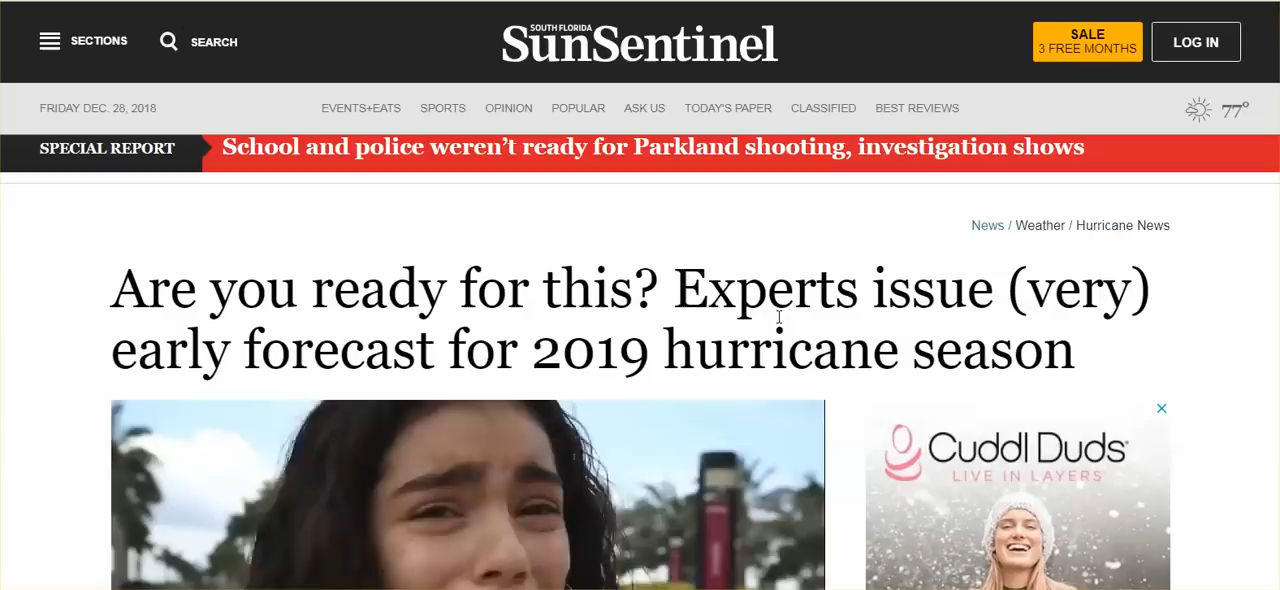 SECTIONS
SEARCH
SOUTH FLORIDA
SunSentinel
SALE
3 FREE MONTHS
LOG IN
FRIDAY DEC. 28, 2018
EVENTS+EATS
SPORTS
OPINION
POPULAR
ASK US
TODAY'S PAPER
CLASSIFIED
BEST REVIEWS
77°
SPECIAL REPORT
School and police weren't ready for Parkland shooting, investigation shows
News / Weather / Hurricane News
Are you ready for this? Experts issue (very)
early forecast for 2019 hurricane season
Cuddl Duds®
LIVE IN LAYERS®